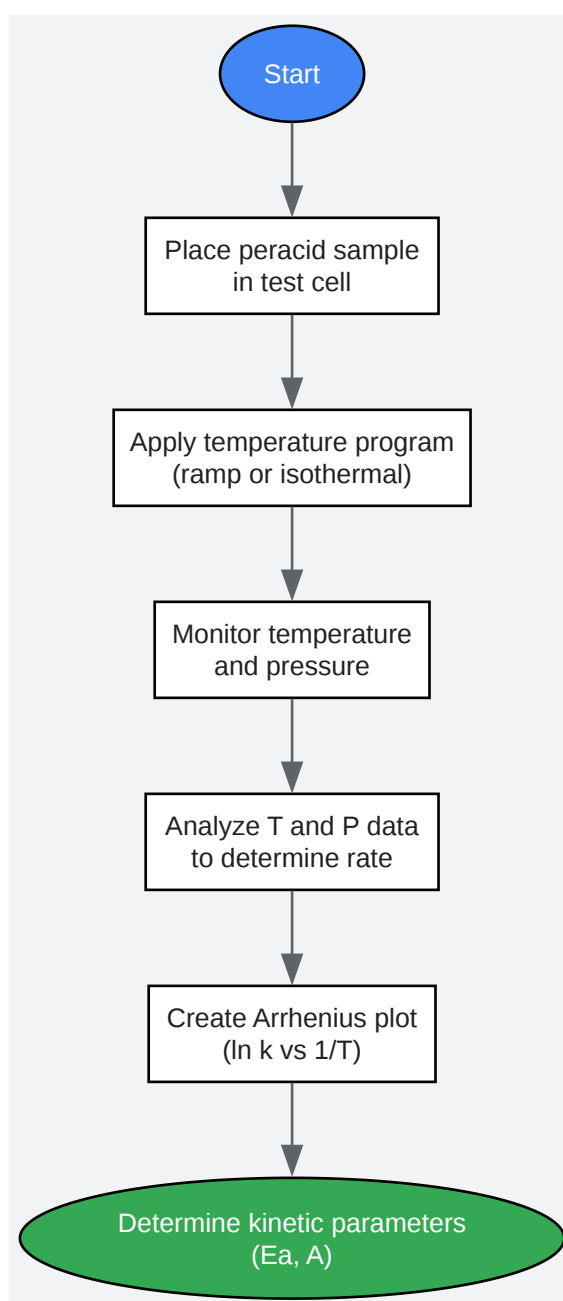 Start
Place peracid sample
in test cell
Apply temperature program
(ramp or isothermal)
Monitor temperature
and pressure
Analyze T and P data
to determine rate
Create Arrhenius plot
(ln k vs 1/T)
Determine kinetic parameters
(Ea, A)